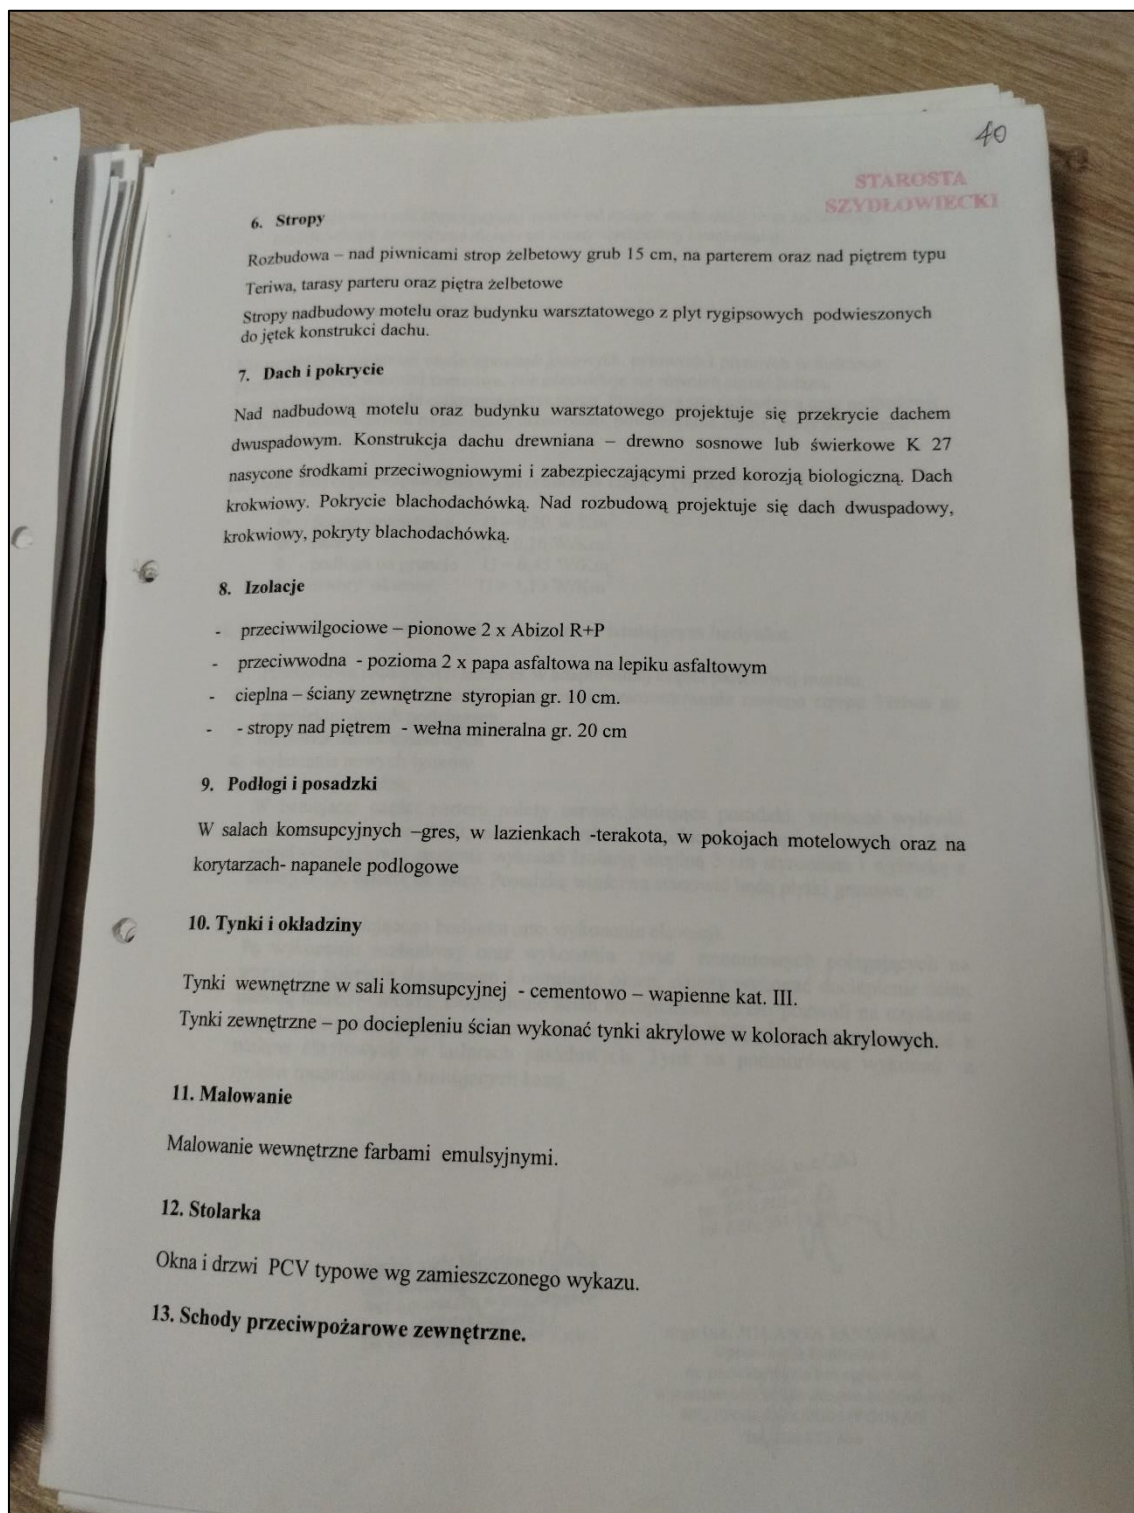 40
STAROSTA
SZYDŁOWIECKI
6. Stropy
Rozbudowa – nad piwnicami strop żelbetowy grub 15 cm, na parterem oraz nad piętrem typu
Teriwa, tarasy parteru oraz piętra żelbetowe
Stropy nadbudowy motelu oraz budynku warsztatowego z plyt rygipsowych podwieszonych
do jętek konstrukci dachu.
7. Dach i pokrycie
Nad nadbudową motelu oraz budynku warsztatowego projektuje się przekrycie dachem
dwuspadowym. Konstrukcja dachu drewniana – drewno sosnowe lub świerkowe K 27
nasycone środkami przeciwogniowymi i zabezpieczającymi przed korozją biologiczną. Dach
krokwiowy. Pokrycie blachodachówką. Nad rozbudową projektuje się dach dwuspadowy,
krokwiowy, pokryty blachodachówką.
8. Izolacje
- przeciwwilgociowe – pionowe 2 x Abizol R+P
- przeciwwodna - pozioma 2 x papa asfaltowa na lepiku asfaltowym
- cieplna – ściany zewnętrzne styropian gr. 10 cm.
- - stropy nad piętrem - wełna mineralna gr. 20 cm
9. Podłogi i posadzki
W salach komsupcyjnych –gres, w lazienkach -terakota, w pokojach motelowych oraz na
korytarzach- napanele podlogowe
10. Tynki i okładziny
Tynki wewnętrzne w sali komsupcyjnej - cementowo – wapienne kat. III.
Tynki zewnętrzne – po dociepleniu ścian wykonać tynki akrylowe w kolorach akrylowych.
11. Malowanie
Malowanie wewnętrzne farbami emulsyjnymi.
12. Stolarka
Okna i drzwi PCV typowe wg zamieszczonego wykazu.
13. Schody przeciwpożarowe zewnętrzne.